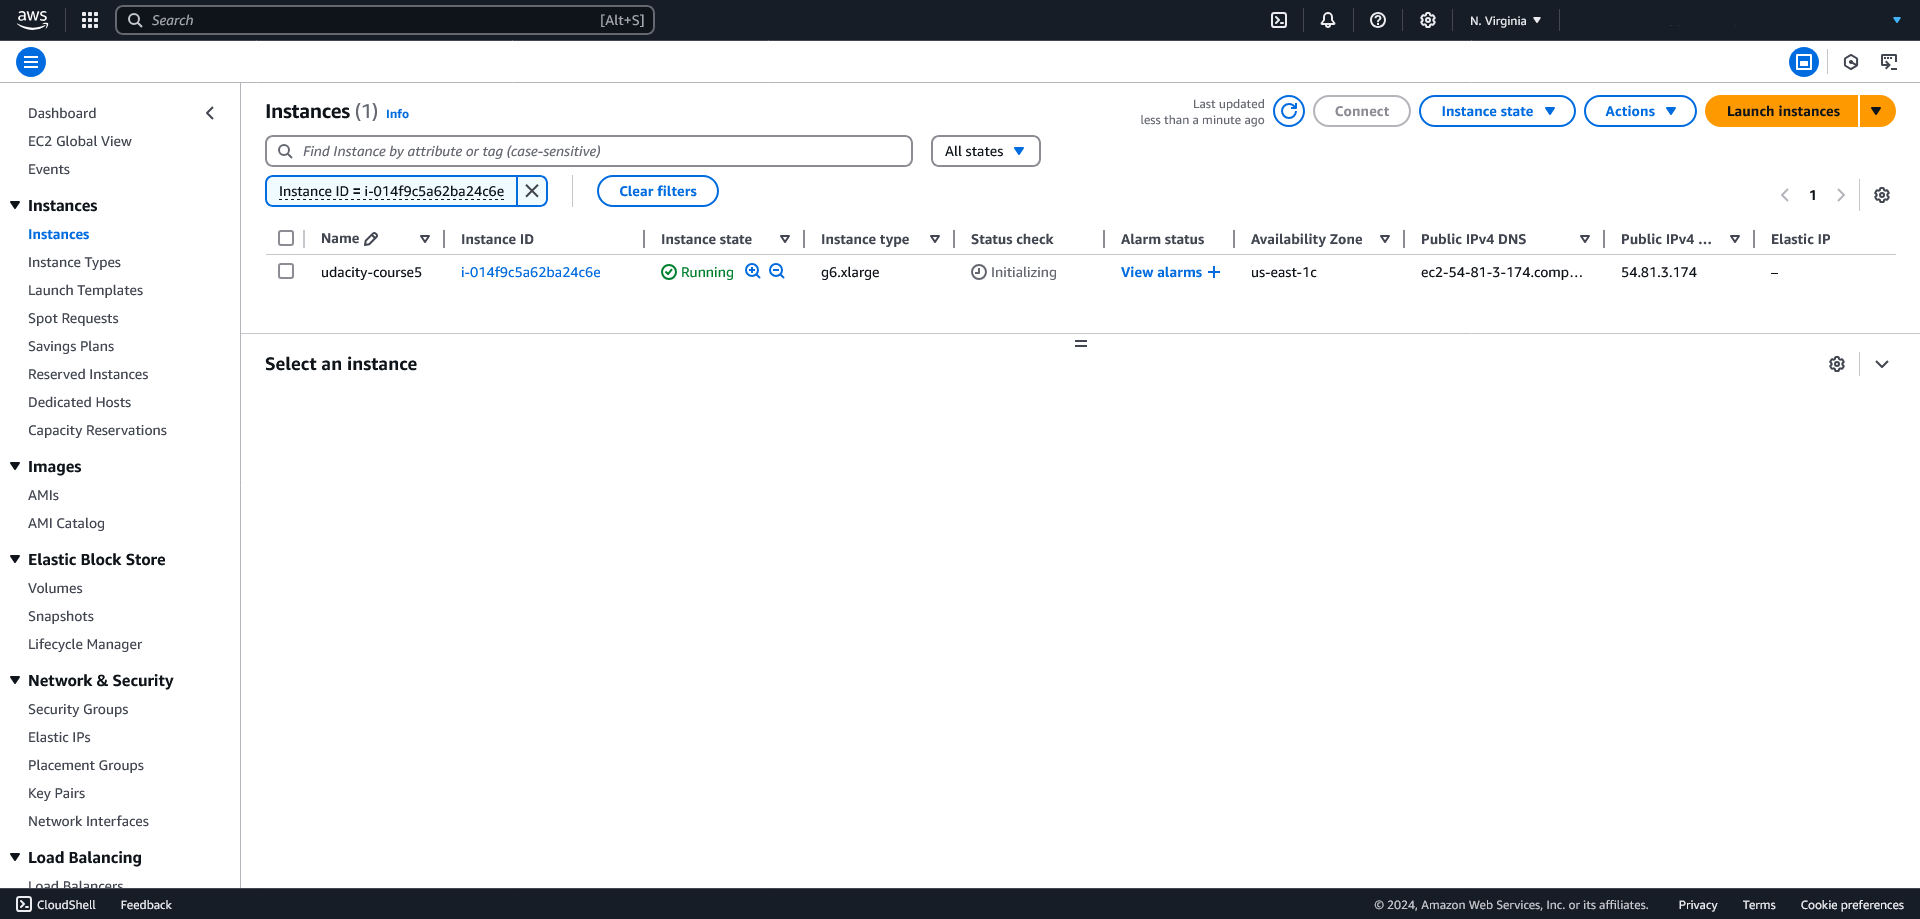 aws
Search [Alt+S]
N. Virginia
Dashboard
EC2 Global View
Events
Instances
Instances
Instance Types
Launch Templates
Spot Requests
Savings Plans
Reserved Instances
Dedicated Hosts
Capacity Reservations
Images
AMIs
AMI Catalog
Elastic Block Store
Volumes
Snapshots
Lifecycle Manager
Network & Security
Security Groups
Elastic IPs
Placement Groups
Key Pairs
Network Interfaces
Load Balancing
Load Balancers
Instances (1) Info
Last updated
less than a minute ago
Connect
Instance state
Actions
Launch instances
Find Instance by attribute or tag (case-sensitive)
All states
Instance ID = i-014f9c5a62ba24c6e
Clear filters
1
Name Instance ID Instance state Instance type Status check Alarm status Availability Zone Public IPv4 DNS Public IPv4 ... Elastic IP
udacity-course5 i-014f9c5a62ba24c6e Running g6.xlarge Initializing View alarms + us-east-1c ec2-54-81-3-174.comp... 54.81.3.174 –
Select an instance
CloudShell Feedback © 2024, Amazon Web Services, Inc. or its affiliates. Privacy Terms Cookie preferences